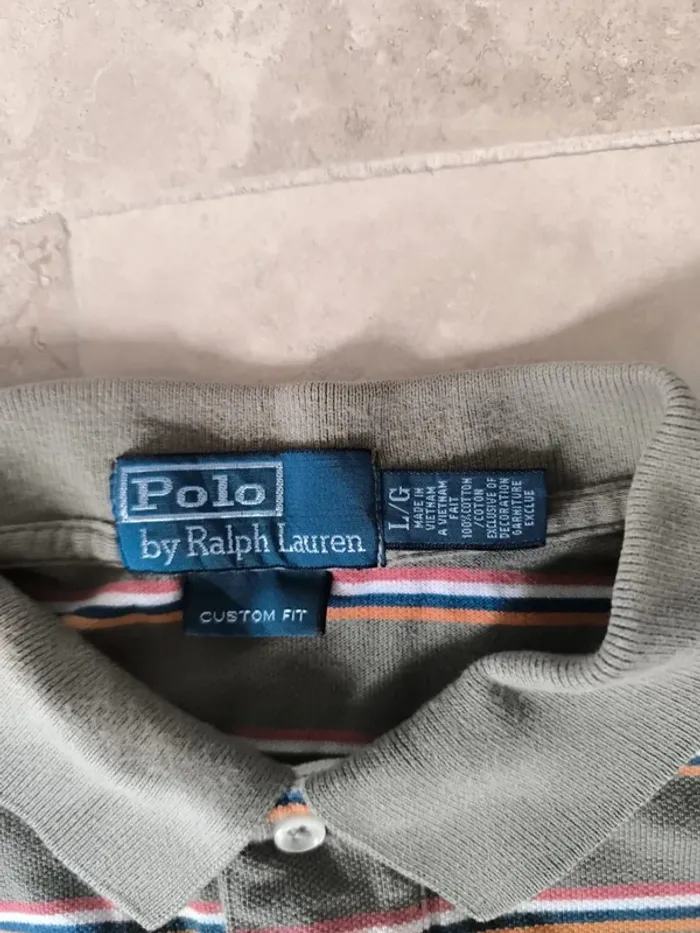 Polo
by Ralph Lauren
CUSTOM FIT
L/G
MADE IN
VIETNAM
A VIETNAM
FAIT
100%COTTON
/COTON
EXCLUSIVE OF
DECORATION
GARNITURE
EXCLUE